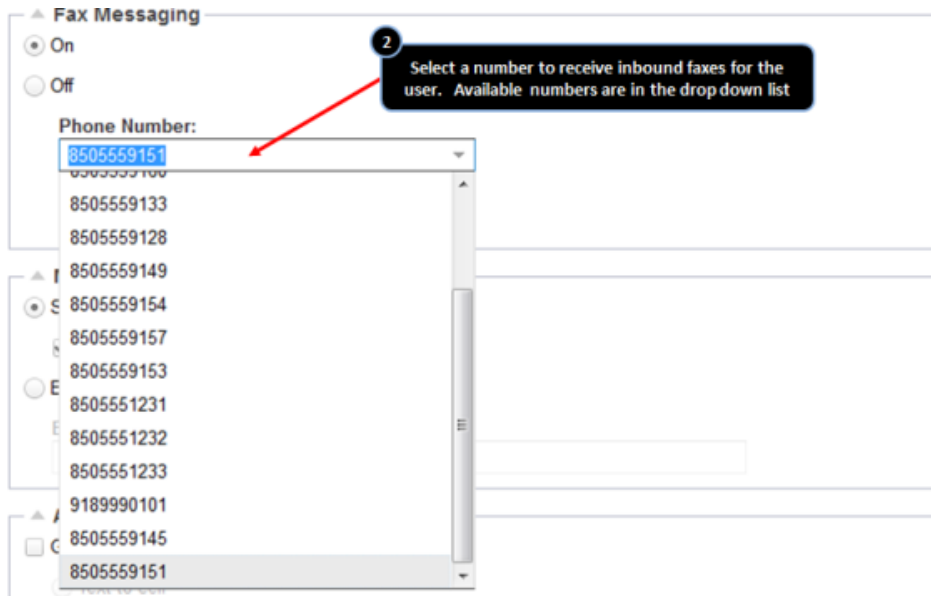 Fax Messaging
On
2
Select a number to receive inbound faxes for the
user. Available numbers are in the drop down list
Off
Phone Number:
8505559151
8505559133
8505559128
8505559149
8505559154
8505559157
8505559153
8505551231
8505551232
8505551233
9189990101
8505559145
8505559151